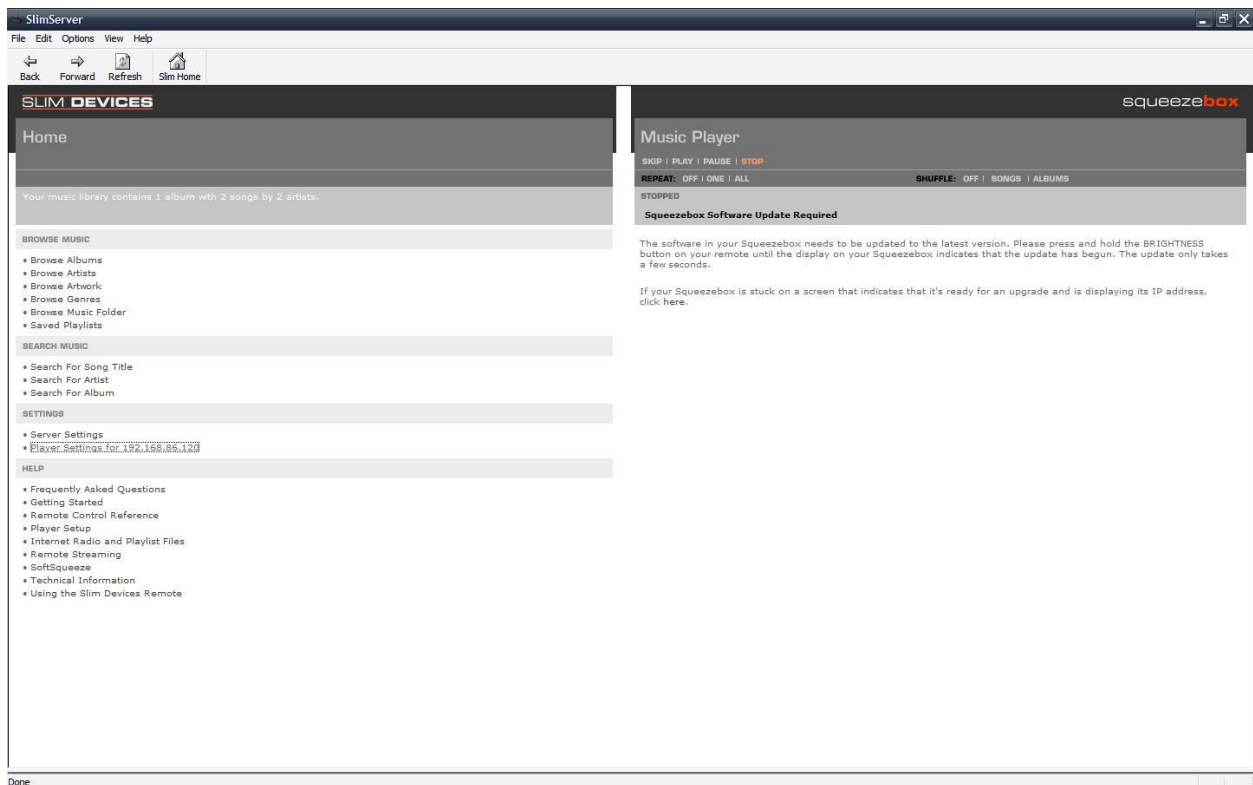 SlimServer
File Edit Options View Help
Back Forward Refresh Slim Home
SLIM DEVICES
Home
Your music library contains 1 album with 2 songs by 2 artists.
BROWSE MUSIC
Browse Albums
Browse Artists
Browse Artwork
Browse Genres
Browse Music Folder
Saved Playlists
SEARCH MUSIC
Search For Song Title
Search For Artist
Search For Album
SETTINGS
Server Settings
Player Settings for 192.168.86.120
HELP
Frequently Asked Questions
Getting Started
Remote Control Reference
Player Setup
Internet Radio and Playlist Files
Remote Streaming
SoftSqueeze
Technical Information
Using the Slim Devices Remote
squeezebox
Music Player
SKIP | PLAY | PAUSE | STOP
REPEAT: OFF | ONE | ALL SHUFFLE: OFF | SONGS | ALBUMS
STOPPED
Squeezebox Software Update Required
The software in your Squeezebox needs to be updated to the latest version. Please press and hold the BRIGHTNESS
button on your remote until the display on your Squeezebox indicates that the update has begun. The update only takes
a few seconds.
If your Squeezebox is stuck on a screen that indicates that it's ready for an upgrade and is displaying its IP address,
click here.
Done